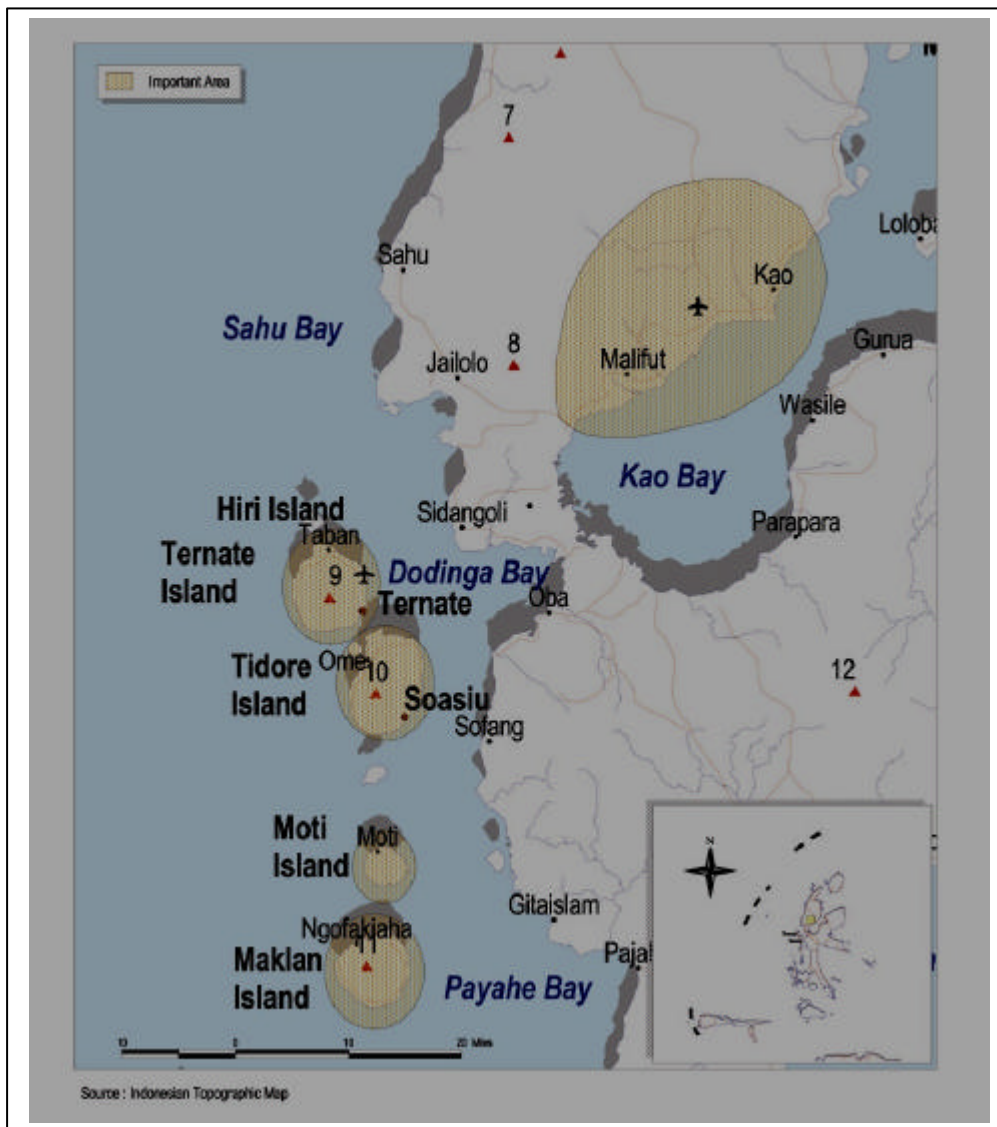 Important Area
7
Loloba
Sahu
Kao
Sahu Bay
8
Malifut
Gurua
Jailolo
Wasile
Kao Bay
Hiri Island
Sidangoli
Taban
Parapara
Ternate
Island
9
Dodinga Bay
Ternate
Oba
Tidore
Island
Ome
10
12
Soasiu
Sofang
Moti
Island
Moti
N
Gitaislam
Ngofakiaha
11
Maklan
Island
Payahe Bay
Pajah
10
0
10
20 Miles
Source : Indonesian Topographic Map